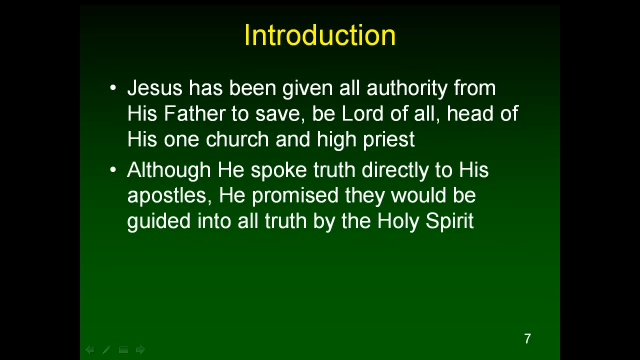 Introduction
• Jesus has been given all authority from
His Father to save, be Lord of all, head of
His one church and high priest
• Although He spoke truth directly to His
apostles, He promised they would be
guided into all truth by the Holy Spirit
7